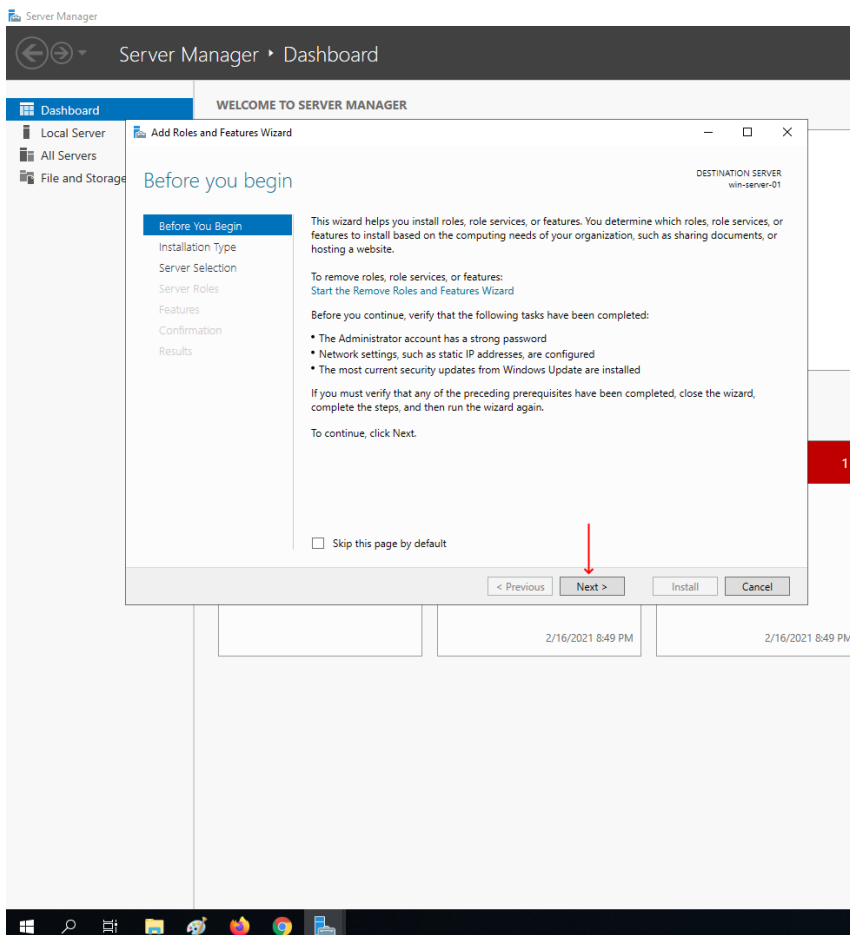 Server Manager
Server Manager ‣ Dashboard
Dashboard
Local Server
All Servers
File and Storage
WELCOME TO SERVER MANAGER
Add Roles and Features Wizard
Before you begin
DESTINATION SERVER
win-server-01
Before You Begin
Installation Type
Server Selection
Server Roles
Features
Confirmation
Results
This wizard helps you install roles, role services, or features. You determine which roles, role services, or
features to install based on the computing needs of your organization, such as sharing documents, or
hosting a website.
To remove roles, role services, or features:
Start the Remove Roles and Features Wizard
Before you continue, verify that the following tasks have been completed:
• The Administrator account has a strong password
• Network settings, such as static IP addresses, are configured
• The most current security updates from Windows Update are installed
If you must verify that any of the preceding prerequisites have been completed, close the wizard,
complete the steps, and then run the wizard again.
To continue, click Next.
Skip this page by default
< Previous Next > Install Cancel
1
2/16/2021 8:49 PM 2/16/2021 8:49 PM